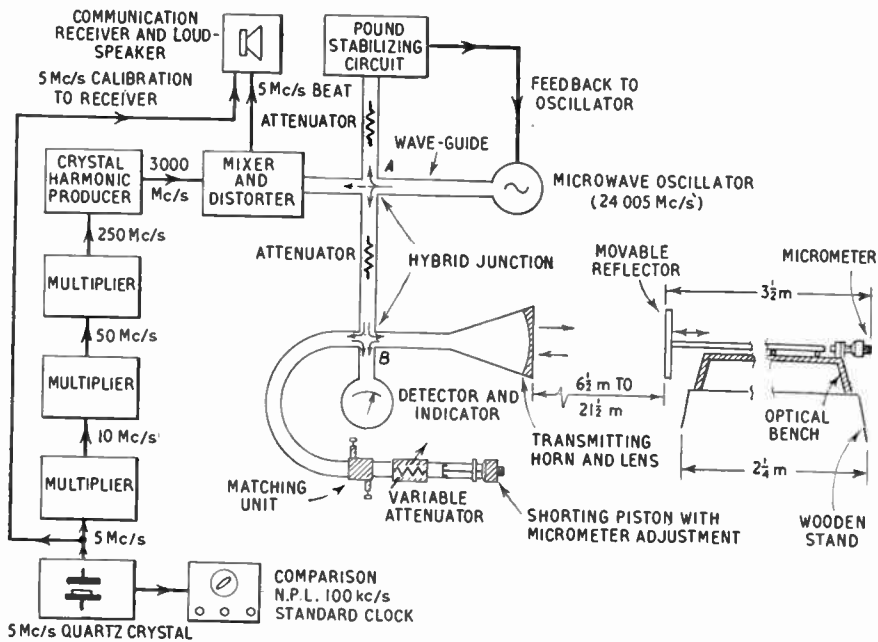 COMMUNICATION
RECEIVER AND LOUD-
SPEAKER
5 Mc/s CALIBRATION
TO RECEIVER
5 Mc/s BEAT
POUND
STABILIZING
CIRCUIT
FEEDBACK TO
OSCILLATOR
ATTENUATOR
WAVE-GUIDE
A
CRYSTAL
HARMONIC
PRODUCER
3000
Mc/s
MIXER
AND
DISTORTER
MICROWAVE OSCILLATOR
(24 005 Mc/s)
250 Mc/s
ATTENUATOR
HYBRID JUNCTION
MOVABLE
REFLECTOR
MICROMETER
3½ m
MULTIPLIER
50 Mc/s
MULTIPLIER
B
DETECTOR AND
INDICATOR
6½ m TO
21½ m
OPTICAL
BENCH
TRANSMITTING
HORN AND LENS
10 Mc/s
MULTIPLIER
MATCHING
UNIT
VARIABLE
ATTENUATOR
2¼ m
SHORTING PISTON WITH
MICROMETER ADJUSTMENT
WOODEN
STAND
5 Mc/s
COMPARISON
N.P.L. 100 kc/s
STANDARD CLOCK
5 Mc/s QUARTZ CRYSTAL